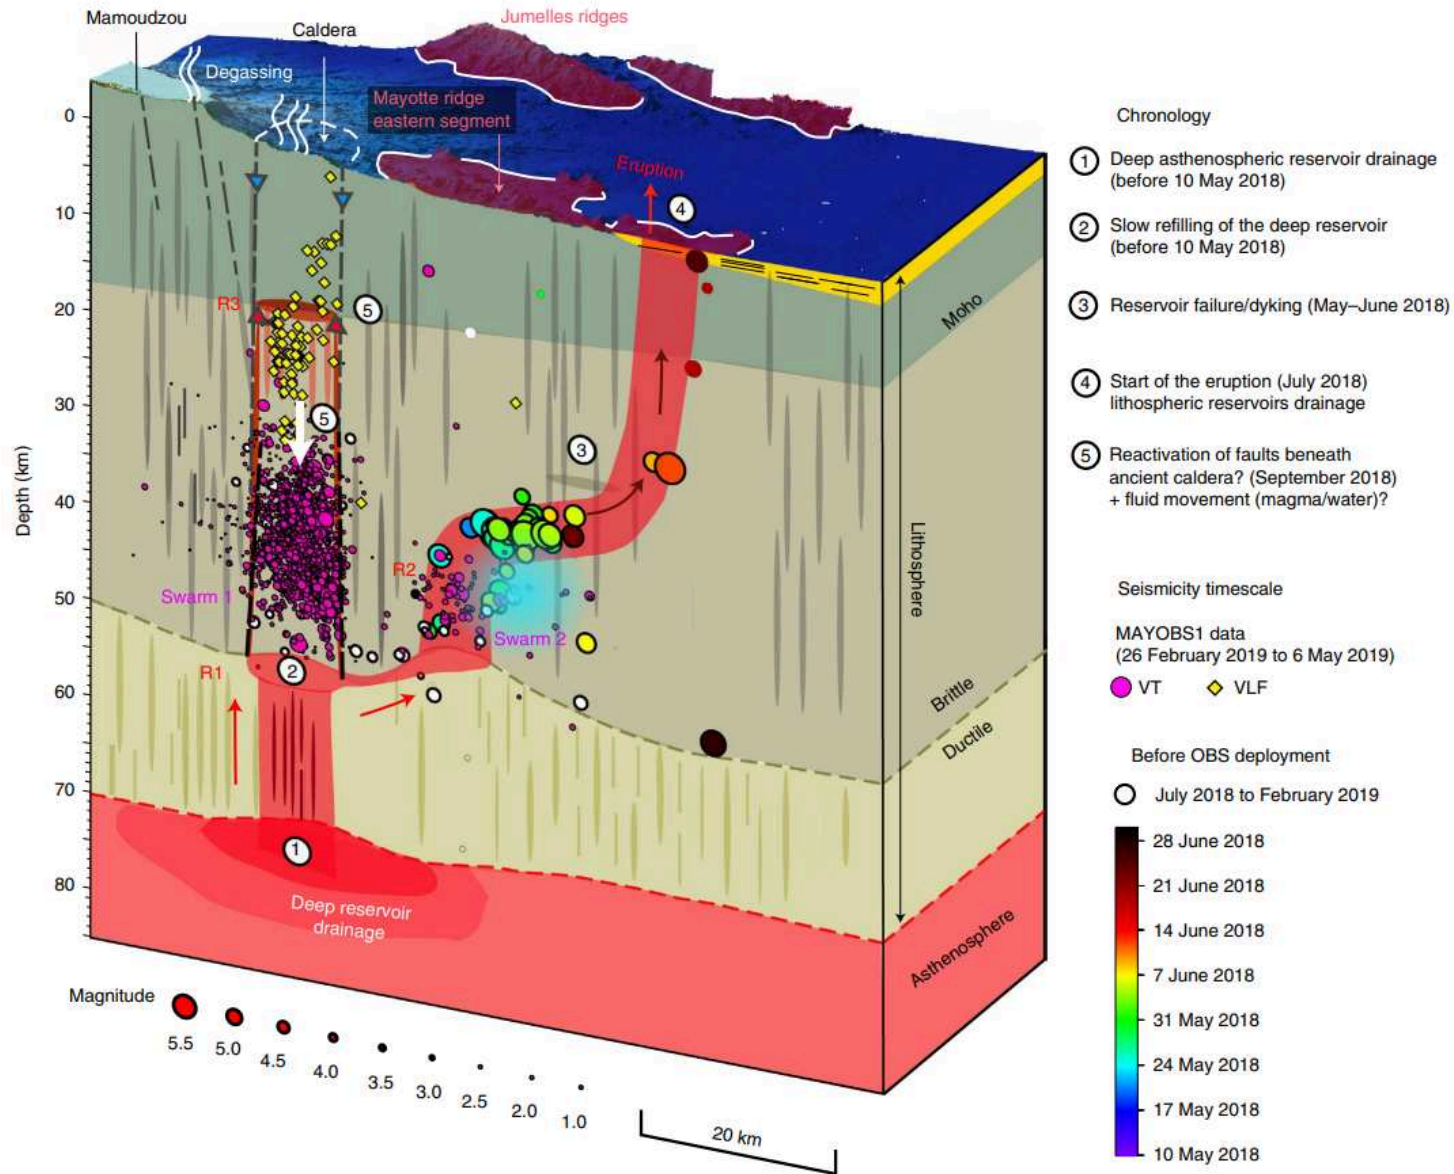 Mamoudzou
Caldera
Jumelles ridges
Degassing
Mayotte ridge
eastern segment
Eruption
4
0
10
20
30
40
50
60
70
80
Depth (km)
R3
5
5
3
Moho
Lithosphere
R2
Swarm 1
Swarm 2
R1
2
Brittle
Ductile
1
Deep reservoir
drainage
Asthenosphere
Magnitude
5.5
5.0
4.5
4.0
3.5
3.0
2.5
2.0
1.0
20 km
Chronology
1 Deep asthenospheric reservoir drainage
(before 10 May 2018)
2 Slow refilling of the deep reservoir
(before 10 May 2018)
3 Reservoir failure/dyking (May–June 2018)
4 Start of the eruption (July 2018)
lithospheric reservoirs drainage
5 Reactivation of faults beneath
ancient caldera? (September 2018)
+ fluid movement (magma/water)?
Seismicity timescale
MAYOBS1 data
(26 February 2019 to 6 May 2019)
VT VLF
Before OBS deployment
July 2018 to February 2019
28 June 2018
21 June 2018
14 June 2018
7 June 2018
31 May 2018
24 May 2018
17 May 2018
10 May 2018